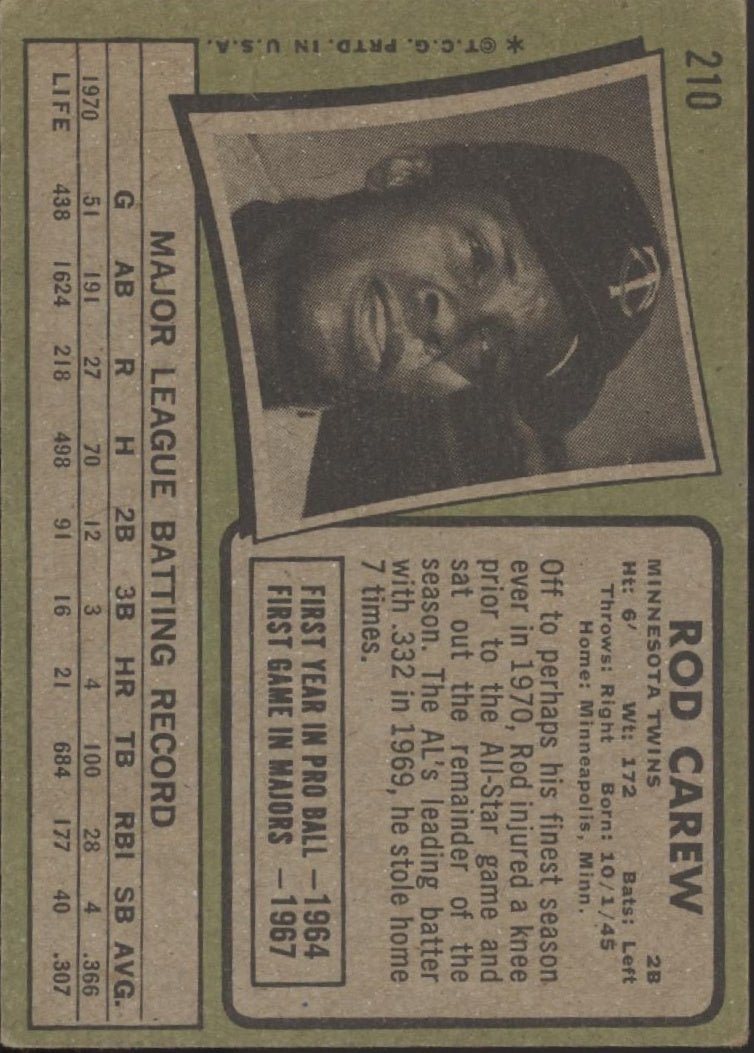 210
ROD CAREW
MINNESOTA TWINS 2B
Ht: 6' Wt: 172 Bats: Left
Throws: Right Born: 10/1/45
Home: Minneapolis, Minn.
Off to perhaps his finest season
ever in 1970, Rod injured a knee
prior to the All-Star game and
sat out the remainder of the
season. The AL's leading batter
with .332 in 1969, he stole home
7 times.
FIRST YEAR IN PRO BALL —1964
FIRST GAME IN MAJORS —1967
MAJOR LEAGUE BATTING RECORD
G AB R H 2B 3B HR TB RBI SB AVG.
1970 51 191 27 70 12 3 4 100 28 4 .366
LIFE 438 1624 218 498 91 16 21 684 177 40 .307
*©T.C.G. PRTD. IN U.S.A.
TC